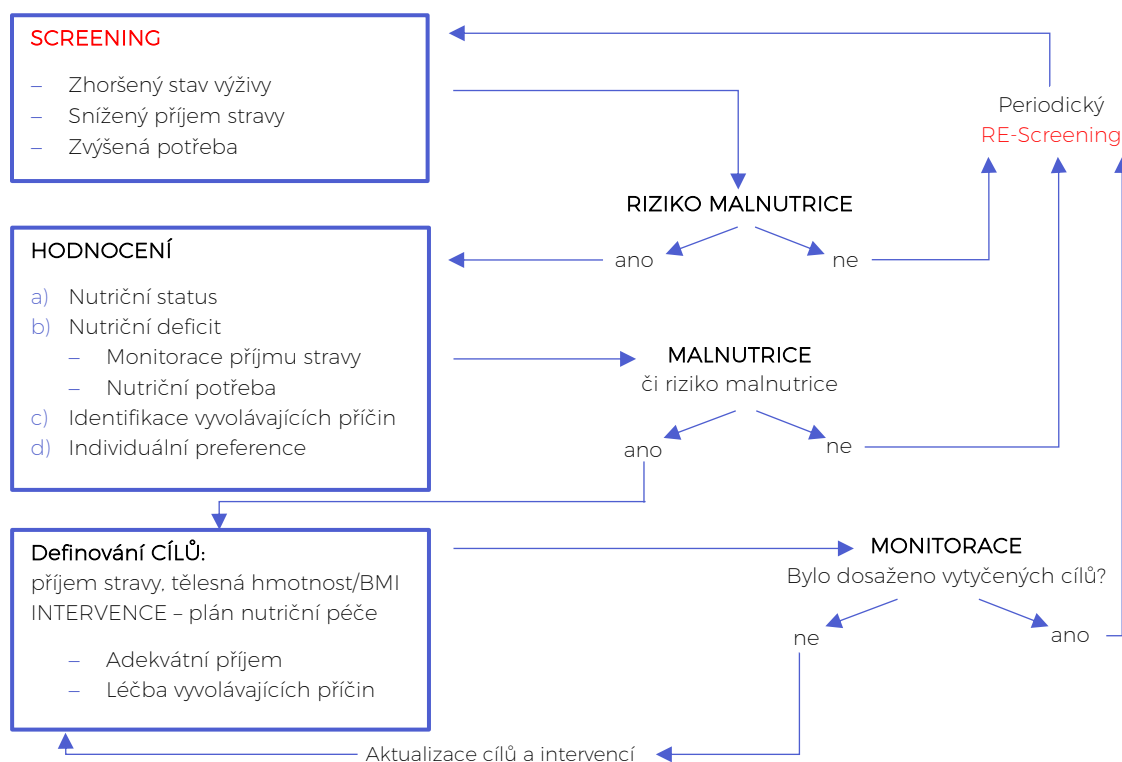 SCREENING
– Zhoršený stav výživy
– Snížený příjem stravy
– Zvýšená potřeba
Periodický
RE-Screening
RIZIKO MALNUTRICE
ano
ne
HODNOCENÍ
a) Nutriční status
b) Nutriční deficit
– Monitorace příjmu stravy
– Nutriční potřeba
c) Identifikace vyvolávajících příčin
d) Individuální preference
MALNUTRICE
či riziko malnutrice
ano
ne
Definování CÍLŮ:
příjem stravy, tělesná hmotnost/BMI
INTERVENCE – plán nutriční péče
– Adekvátní příjem
– Léčba vyvolávajících příčin
MONITORACE
Bylo dosaženo vytyčených cílů?
ne
ano
Aktualizace cílů a intervencí